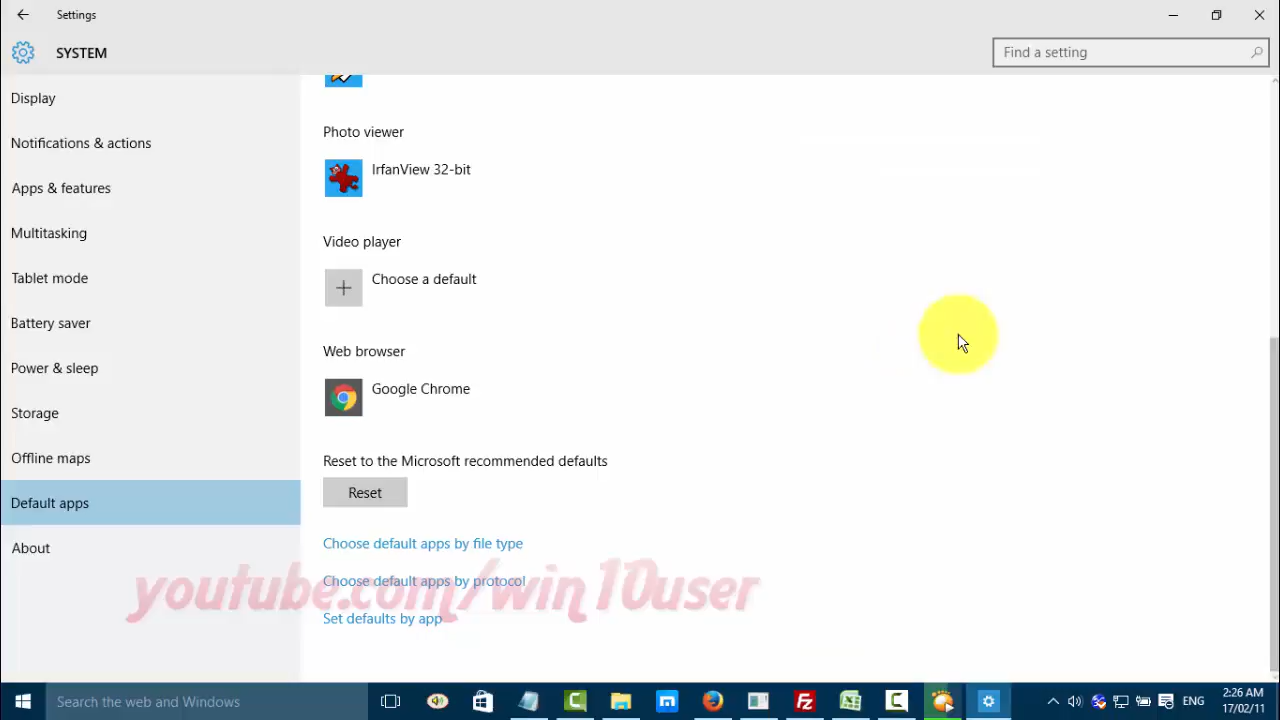 Settings
SYSTEM
Find a setting
Display
Notifications & actions
Apps & features
Multitasking
Tablet mode
Battery saver
Power & sleep
Storage
Offline maps
Default apps
About
Photo viewer
IrfanView 32-bit
Video player
Choose a default
Web browser
Google Chrome
Reset to the Microsoft recommended defaults
Reset
Choose default apps by file type
Choose default apps by protocol
Set defaults by app
youtube.com/win10user
Search the web and Windows
ENG
2:26 AM
17/02/11